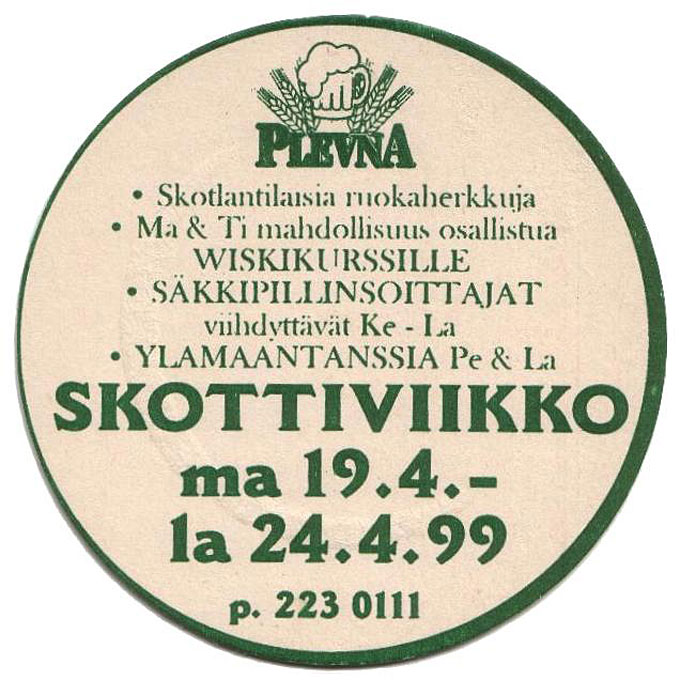 PLEVNA
• Skotlantilaisia ruokaherkkuja
• Ma & Ti mahdollisuus osallistua
WISKIKURSSILLE
• SÄKKIPILLINSOITTAJAT
viihdyttävät Ke - La
• YLÄMAANTANSSIA Pe & La
SKOTTIVIIKKO
ma 19.4.-
la 24.4.99
p. 223 0111